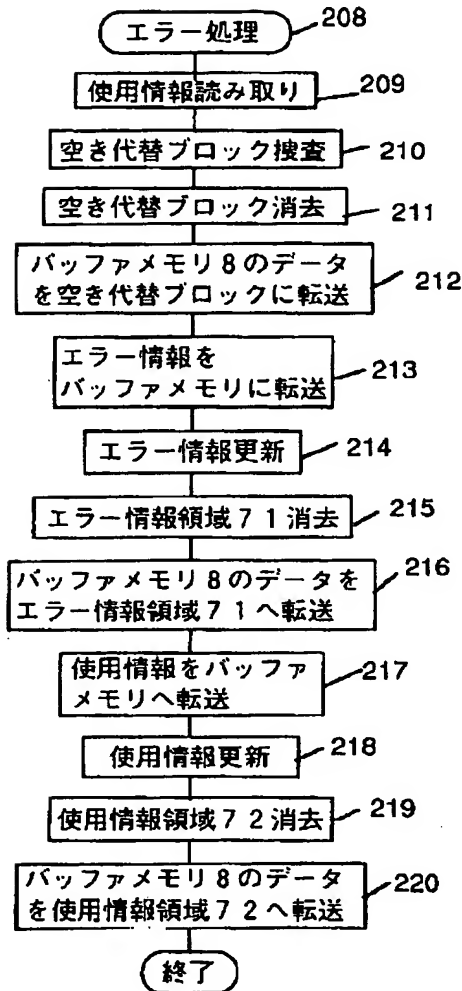 エラー処理
208
使用情報読み取り
209
空き代替ブロック捜査
210
空き代替ブロック消去
211
バッファメモリ8のデータ
を空き代替ブロックに転送
212
エラー情報を
バッファメモリに転送
213
エラー情報更新
214
エラー情報領域71消去
215
バッファメモリ8のデータを
エラー情報領域71へ転送
216
使用情報をバッファ
メモリへ転送
217
使用情報更新
218
使用情報領域72消去
219
バッファメモリ8のデータ
を使用情報領域72へ転送
220
終了